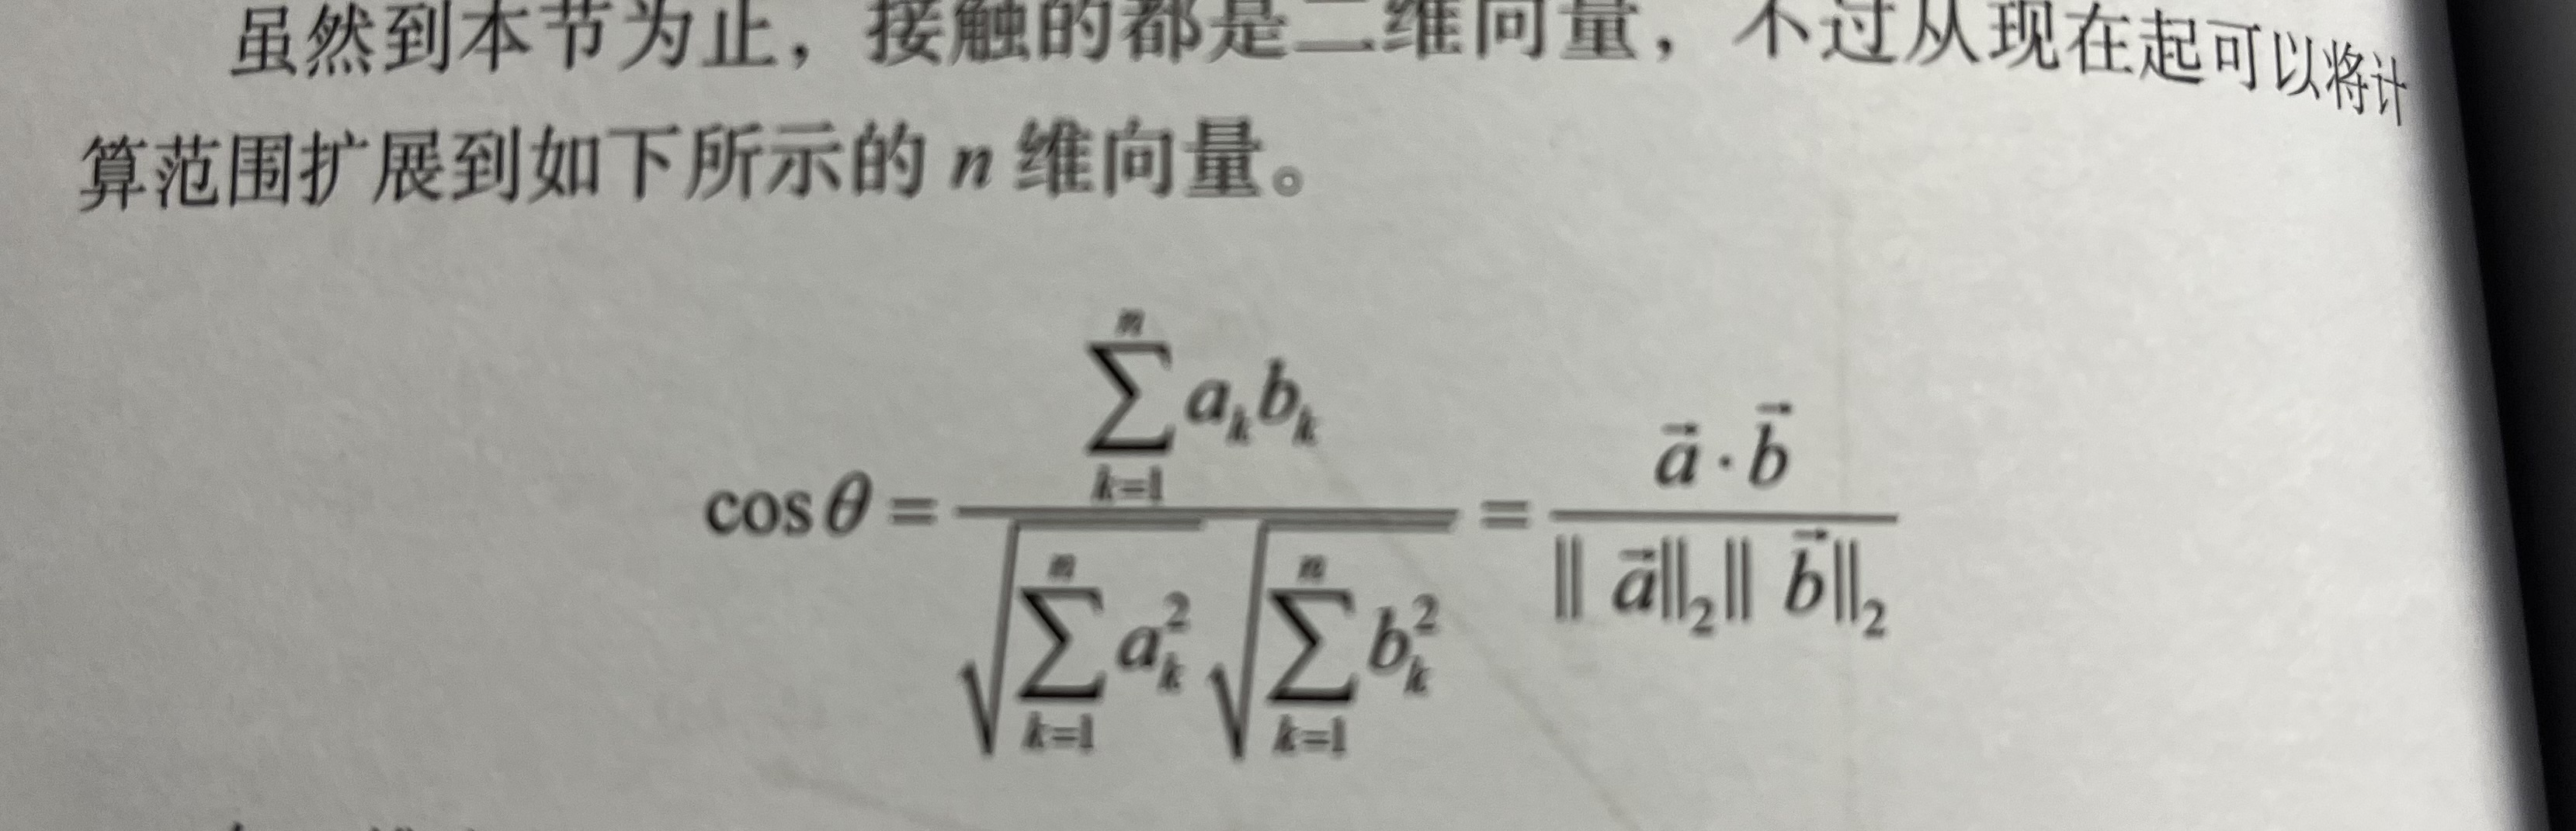 虽然到本节为止，接触的都是二维向量，不过从现在起可以将计
算范围扩展到如下所示的 n 维向量。
\cos\theta = \frac{\sum_{k=1}^{n} a_k b_k}{\sqrt{\sum_{k=1}^{n} a_k^2} \sqrt{\sum_{k=1}^{n} b_k^2}} = \frac{\vec{a} \cdot \vec{b}}{\| \vec{a} \|_2 \| \vec{b} \|_2}